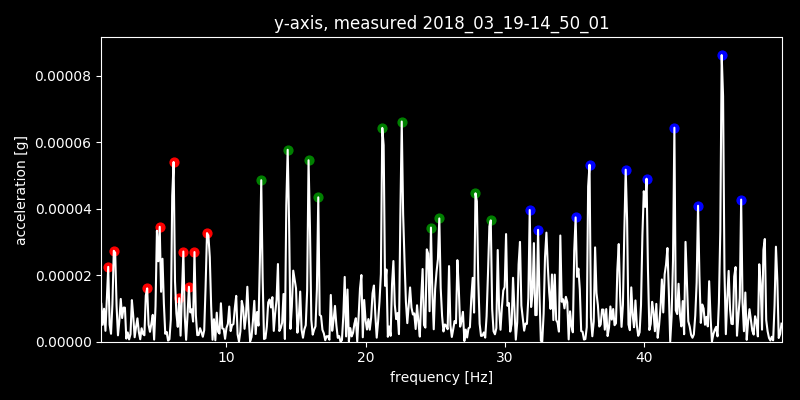 y-axis, measured 2018_03_19-14_50_01
0.00008
0.00006
0.00004
0.00002
0.00000
acceleration [g]
10 20 30 40
frequency [Hz]